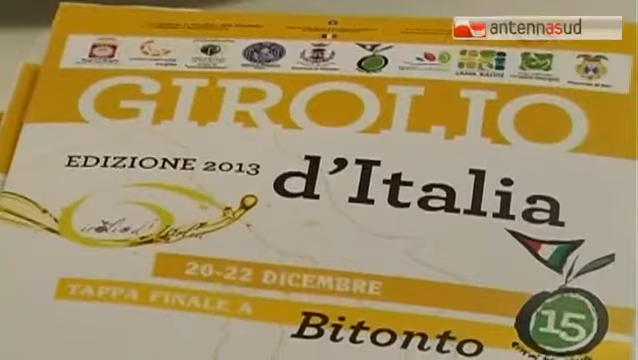 antennasud
GIROLIO
EDIZIONE 2013 d'Italia
20-22 DICEMBRE
TAPPA FINALE A
Bitonto
15